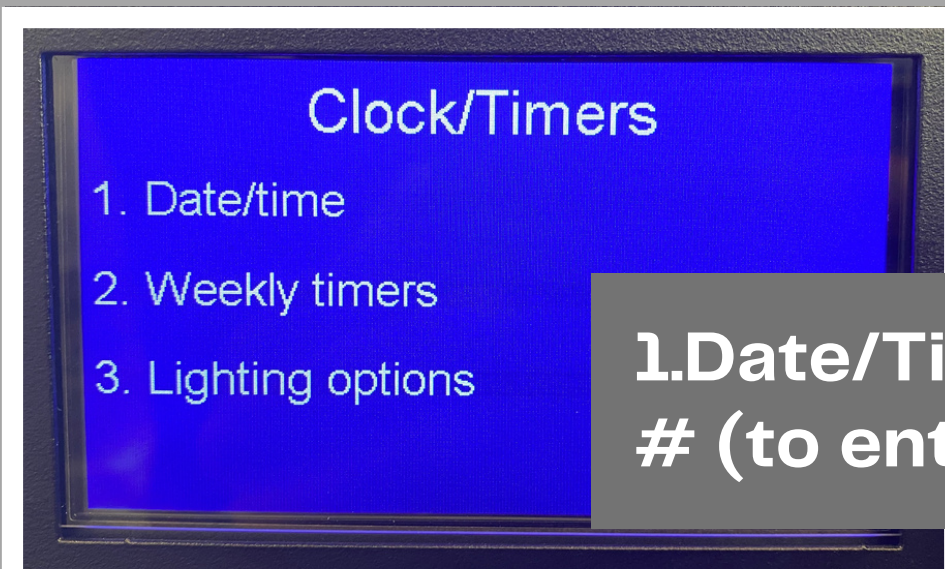 Clock/Timers
1. Date/time
2. Weekly timers
3. Lighting options
1.Date/Ti
# (to ent